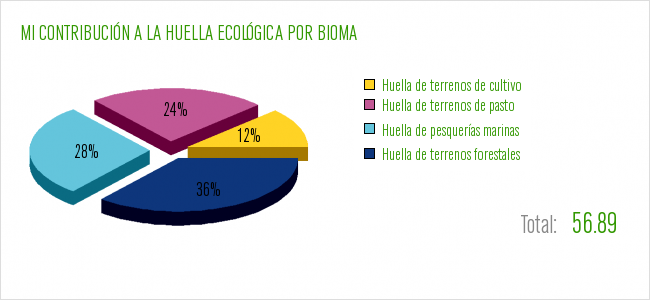 MI CONTRIBUCIÓN A LA HUELLA ECOLÓGICA POR BIOMA
24%
12%
28%
36%
Huella de terrenos de cultivo
Huella de terrenos de pasto
Huella de pesquerías marinas
Huella de terrenos forestales
Total: 56.89